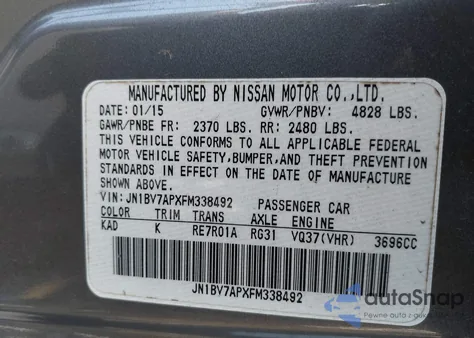 MANUFACTURED BY NISSAN MOTOR CO.,LTD.
DATE: 01/15 GVWR/PNBV: 4828 LBS.
GAWR/PNBE FR: 2370 LBS. RR: 2480 LBS.
THIS VEHICLE CONFORMS TO ALL APPLICABLE FEDERAL
MOTOR VEHICLE SAFETY,BUMPER,AND THEFT PREVENTION
STANDARDS IN EFFECT ON THE DATE OF MANUFACTURE
SHOWN ABOVE.
VIN: JN1BV7APXFM338492 PASSENGER CAR
COLOR TRIM TRANS AXLE ENGINE
KAD K RE7R01A RG31 VQ37(VHR) 3696CC
JN1BV7APXFM338492
autaSnap
Pewne auta z